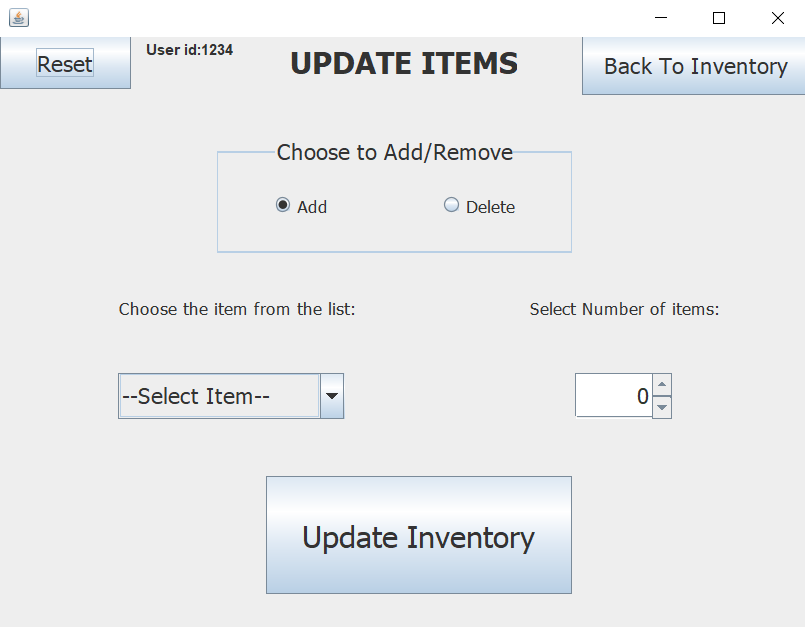 Reset
User id:1234
UPDATE ITEMS
Back To Inventory
Choose to Add/Remove
Add
Delete
Choose the item from the list:
Select Number of items:
--Select Item--
0
Update Inventory